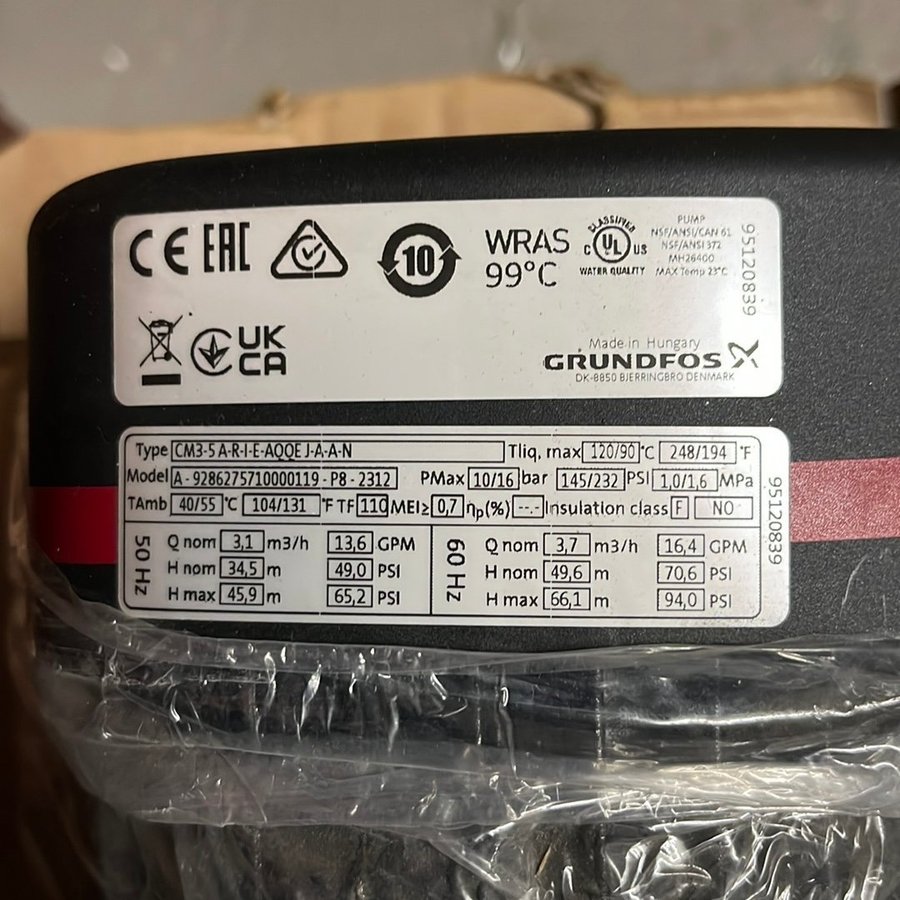 CE EAC
10
WRAS
99°C
CLASSIFIED
C UL US
WATER QUALITY
PUMP
NSF/ANSI/CAN 61
NSF/ANSI 372
MH26400
MAX Temp 23°C
95120839
UK
CA
Made in Hungary
GRUNDFOS
DK-8850 BJERRINGBRO DENMARK
Type CM3-5 A-R-I-E-AQQE J-A-A-N Tliq, max 120/90 °C 248/194 °F
Model A - 9286275710000119 - P8 - 2312 PMax 10/16 bar 145/232 PSI 1,0/1,6 MPa
TAmb 40/55 °C 104/131 °F TF 110 MEI≥ 0,7 ηp(%) --.- Insulation class F NO
50 Hz
Q nom 3,1 m3/h 13,6 GPM
H nom 34,5 m 49,0 PSI
H max 45,9 m 65,2 PSI
60 Hz
Q nom 3,7 m3/h 16,4 GPM
H nom 49,6 m 70,6 PSI
H max 66,1 m 94,0 PSI
95120839